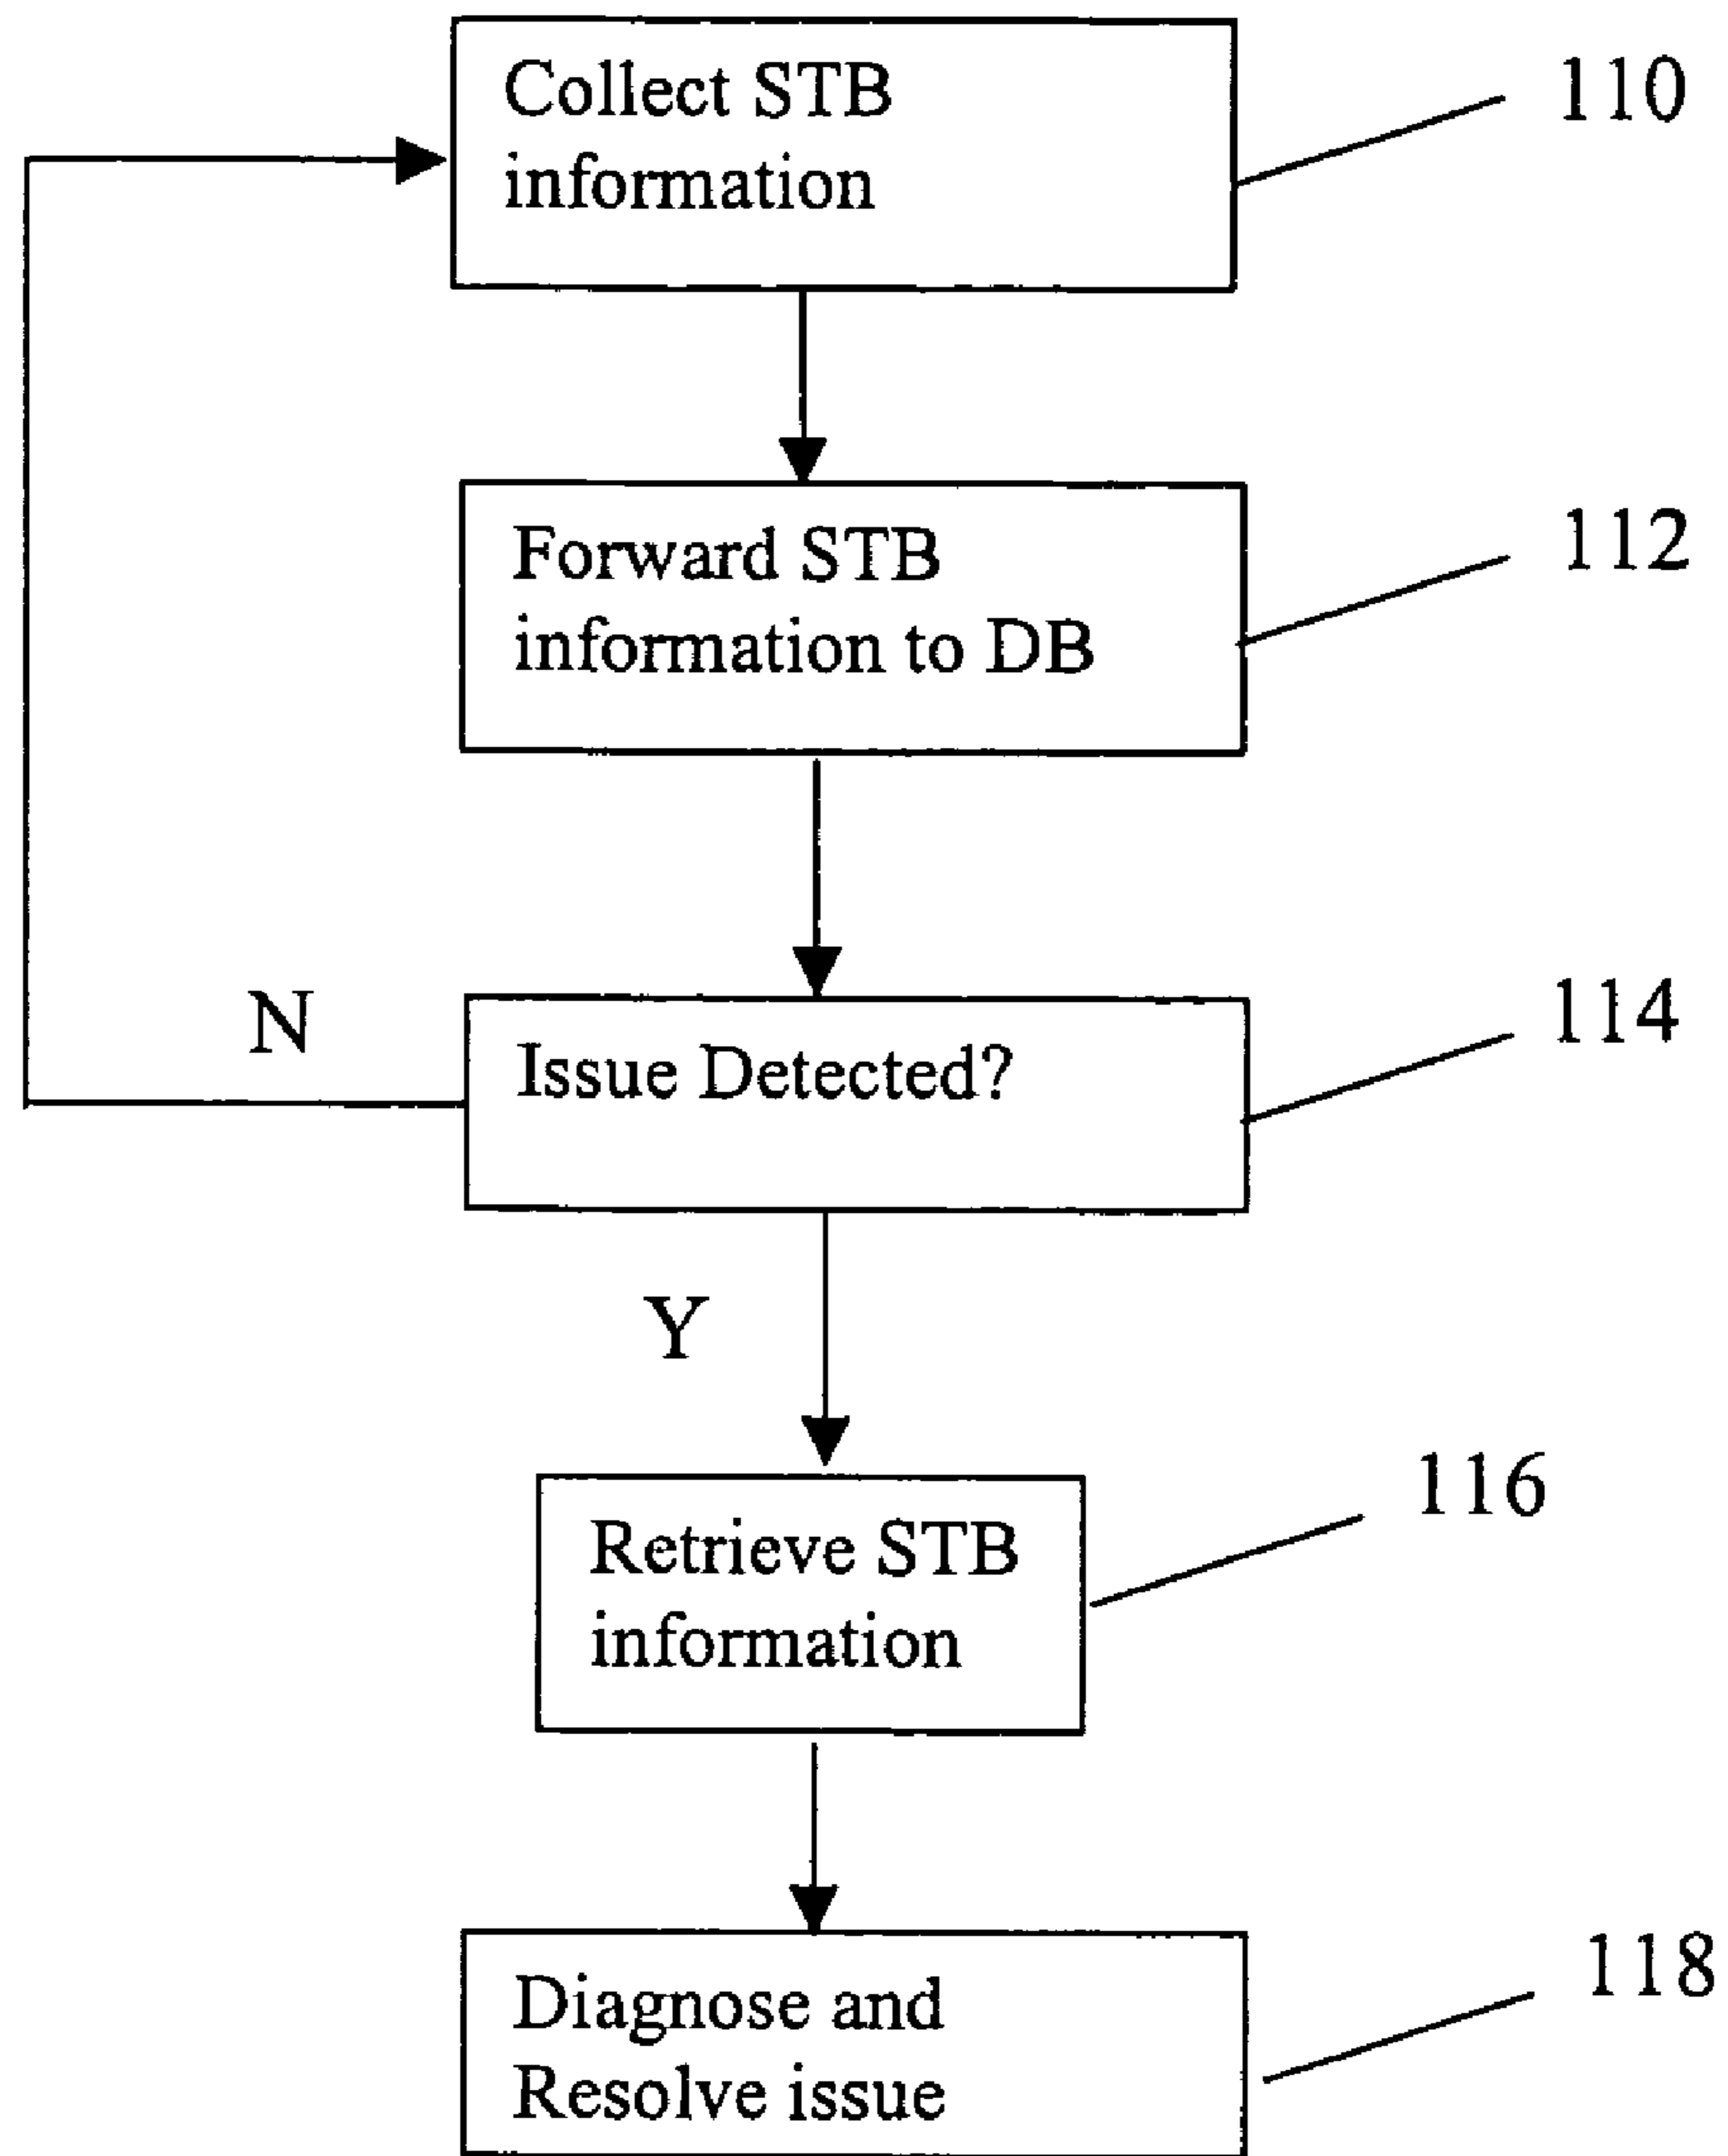 Collect STB
information
110
Forward STB
information to DB
112
N
Issue Detected?
114
Y
Retrieve STB
information
116
Diagnose and
Resolve issue
118